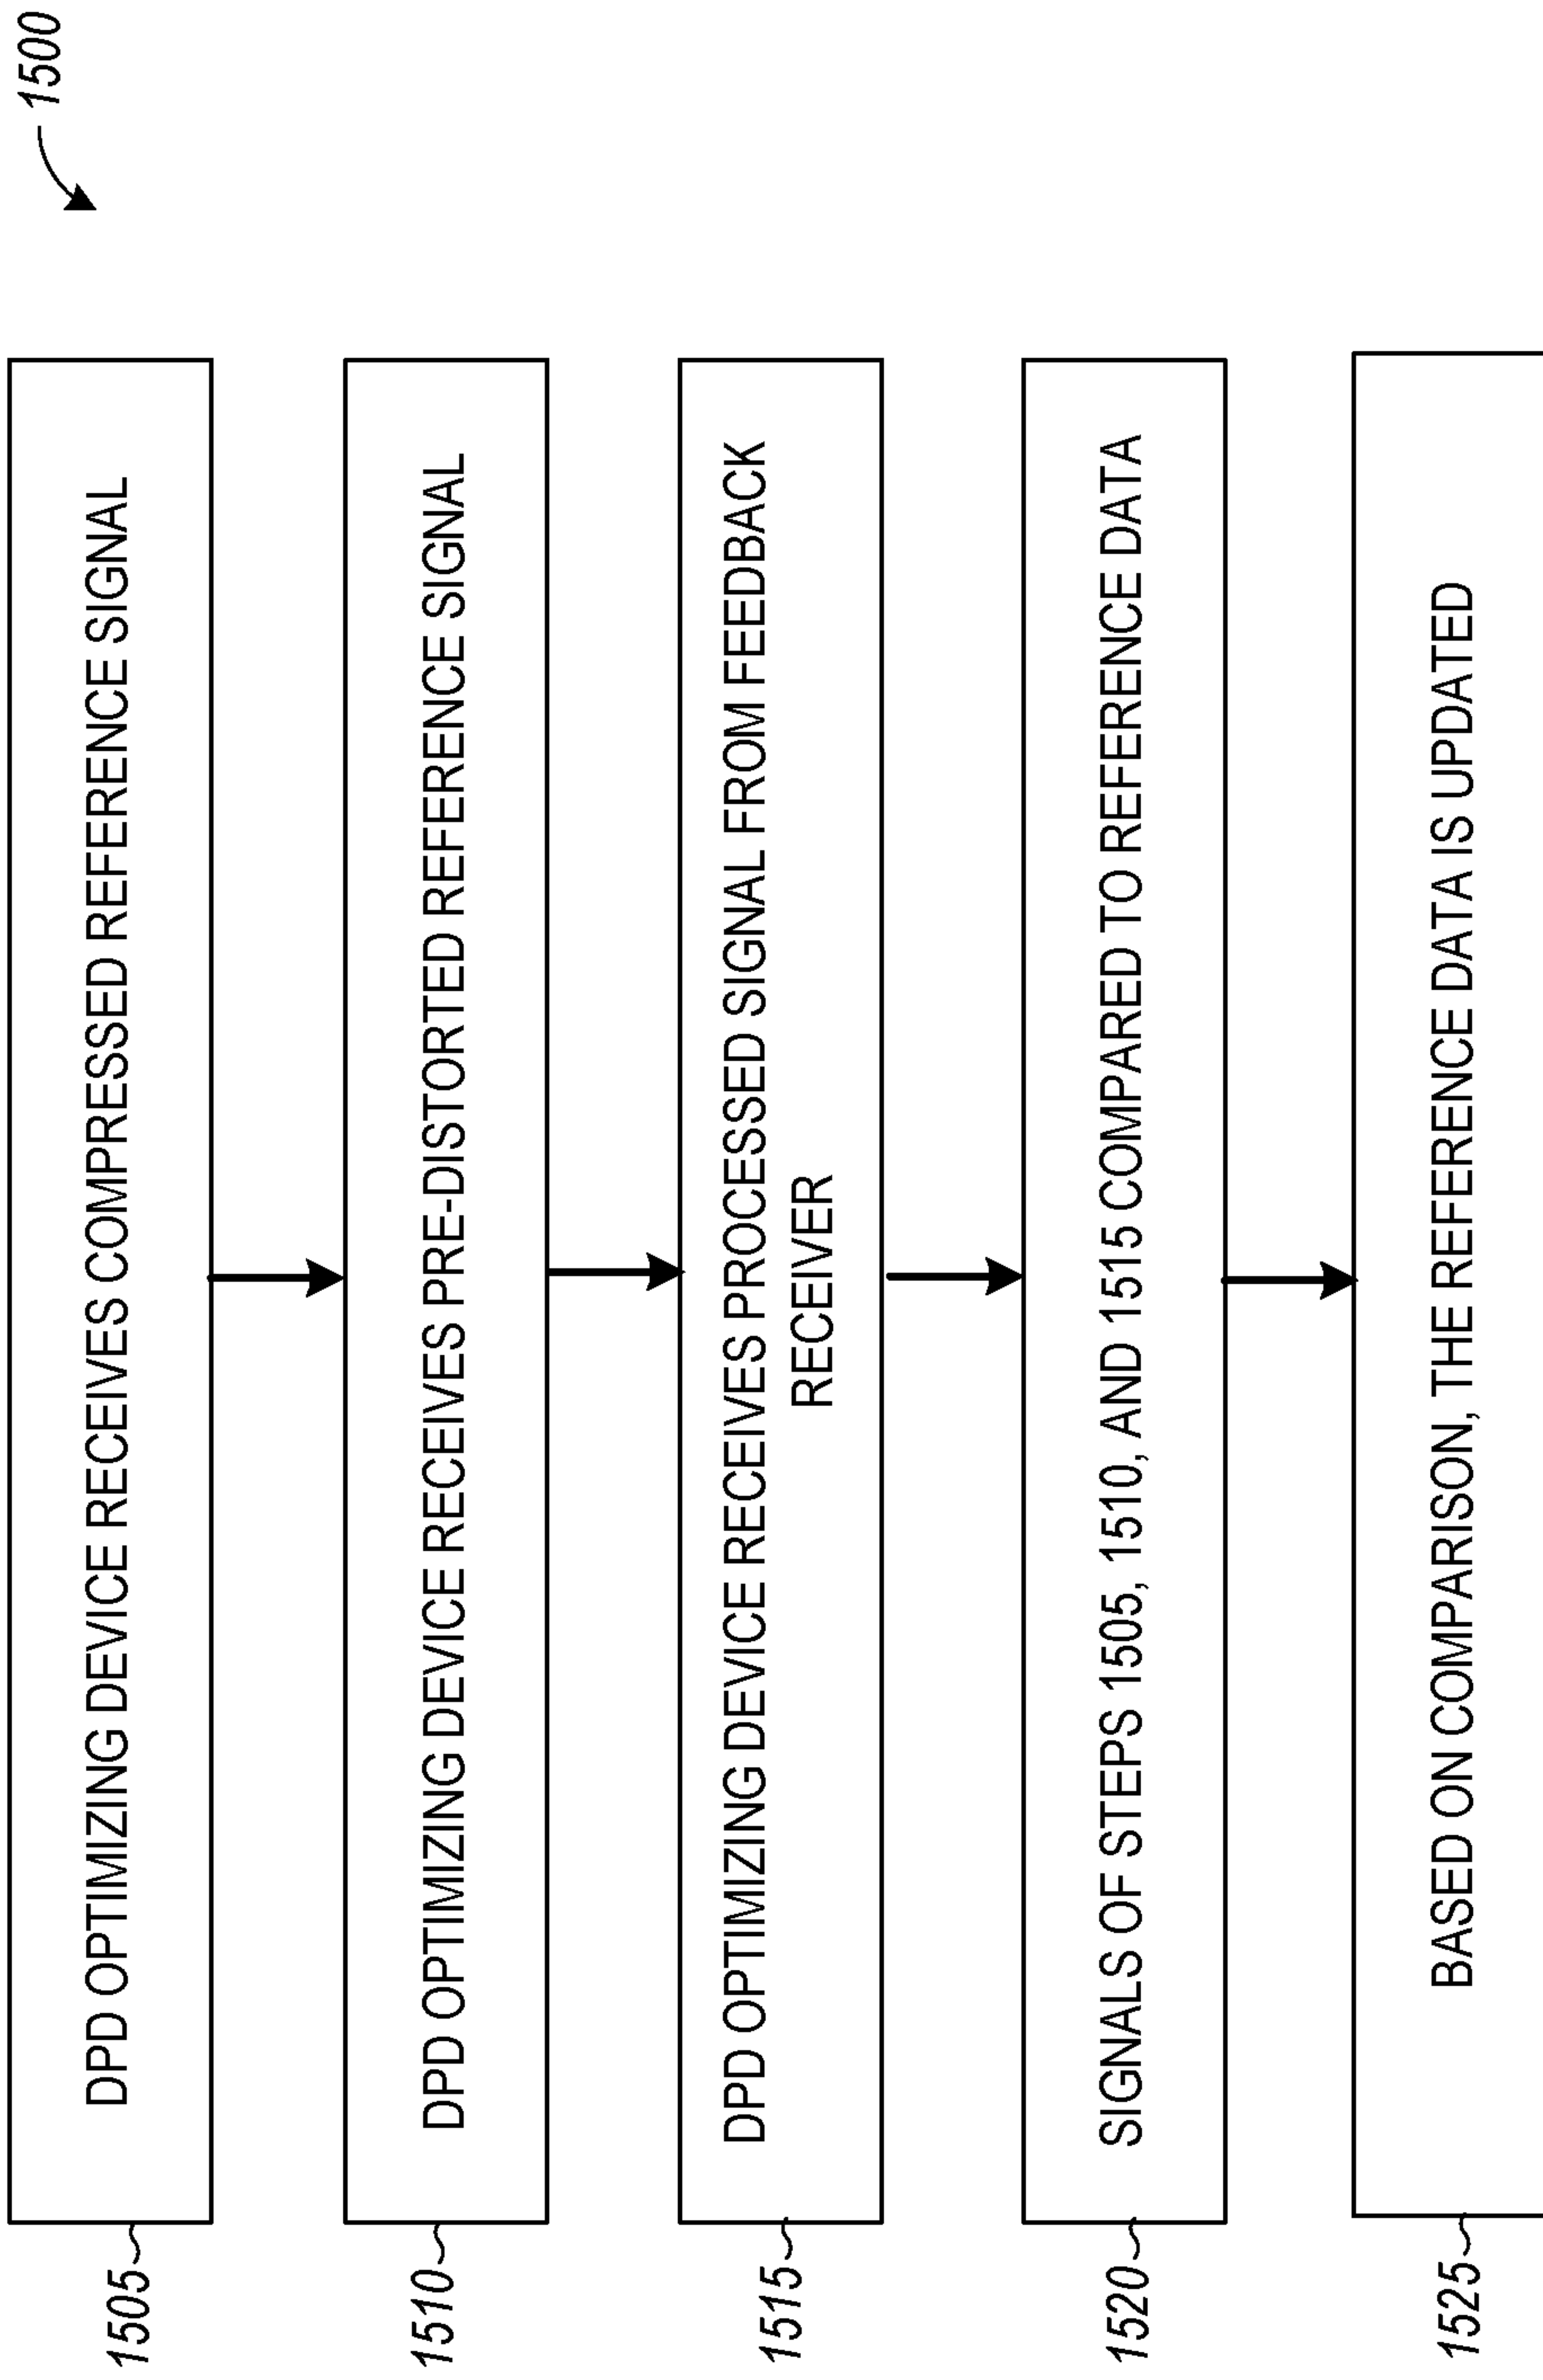 1500
1505
DPD OPTIMIZING DEVICE RECEIVES COMPRESSED REFERENCE SIGNAL
1510
DPD OPTIMIZING DEVICE RECEIVES PRE-DISTORTED REFERENCE SIGNAL
1515
DPD OPTIMIZING DEVICE RECEIVES PROCESSED SIGNAL FROM FEEDBACK
RECEIVER
1520
SIGNALS OF STEPS 1505, 1510, AND 1515 COMPARED TO REFERENCE DATA
1525
BASED ON COMPARISON, THE REFERENCE DATA IS UPDATED